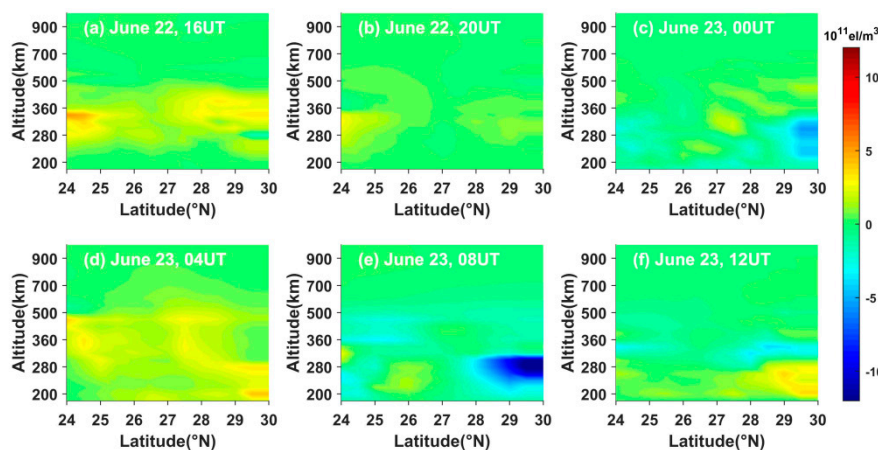 (a) June 22, 16UT
(b) June 22, 20UT
(c) June 23, 00UT
10¹¹el/m³
Altitude(km)
900
500
360
280
200
24 25 26 27 28 29 30
Latitude(°N)
Altitude(km)
900
500
360
280
200
24 25 26 27 28 29 30
Latitude(°N)
Altitude(km)
900
500
360
280
200
24 25 26 27 28 29 30
Latitude(°N)
(d) June 23, 04UT
(e) June 23, 08UT
(f) June 23, 12UT
Altitude(km)
900
500
360
280
200
24 25 26 27 28 29 30
Latitude(°N)
Altitude(km)
900
500
360
280
200
24 25 26 27 28 29 30
Latitude(°N)
Altitude(km)
900
500
360
280
200
24 25 26 27 28 29 30
Latitude(°N)
10
5
0
-5
-10